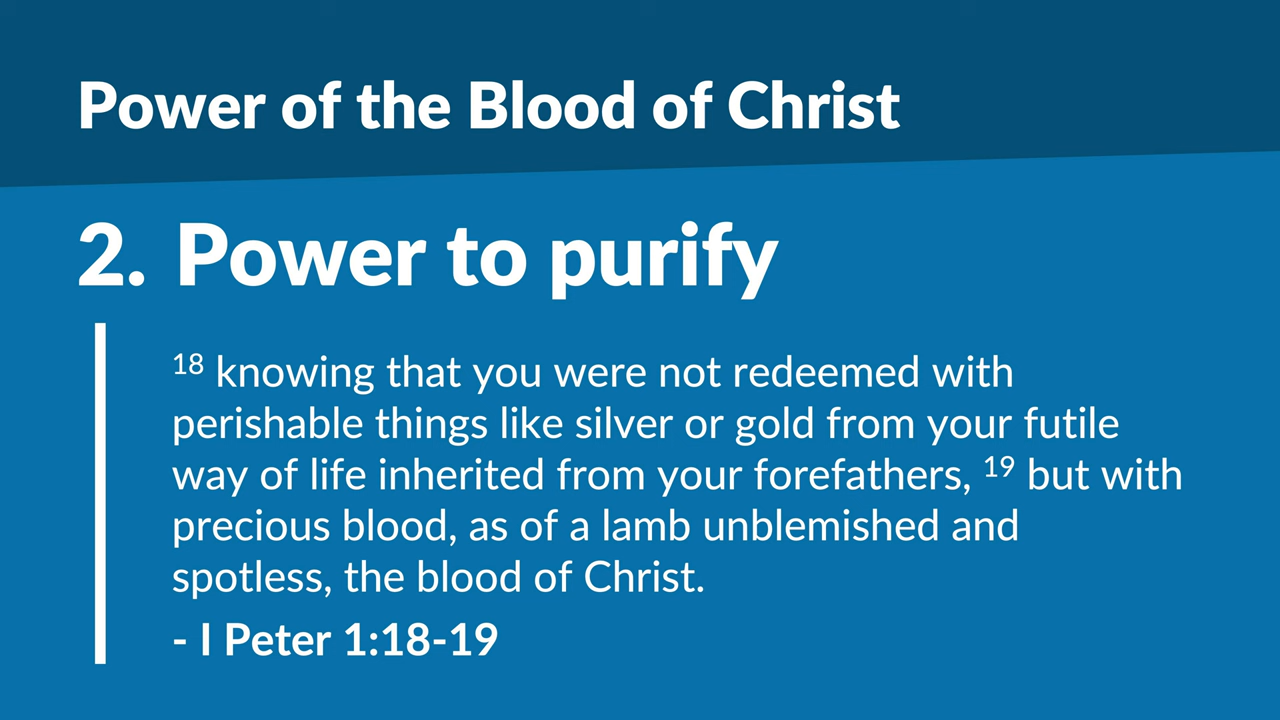 Power of the Blood of Christ
2. Power to purify
18 knowing that you were not redeemed with
perishable things like silver or gold from your futile
way of life inherited from your forefathers, 19 but with
precious blood, as of a lamb unblemished and
spotless, the blood of Christ.
- I Peter 1:18-19